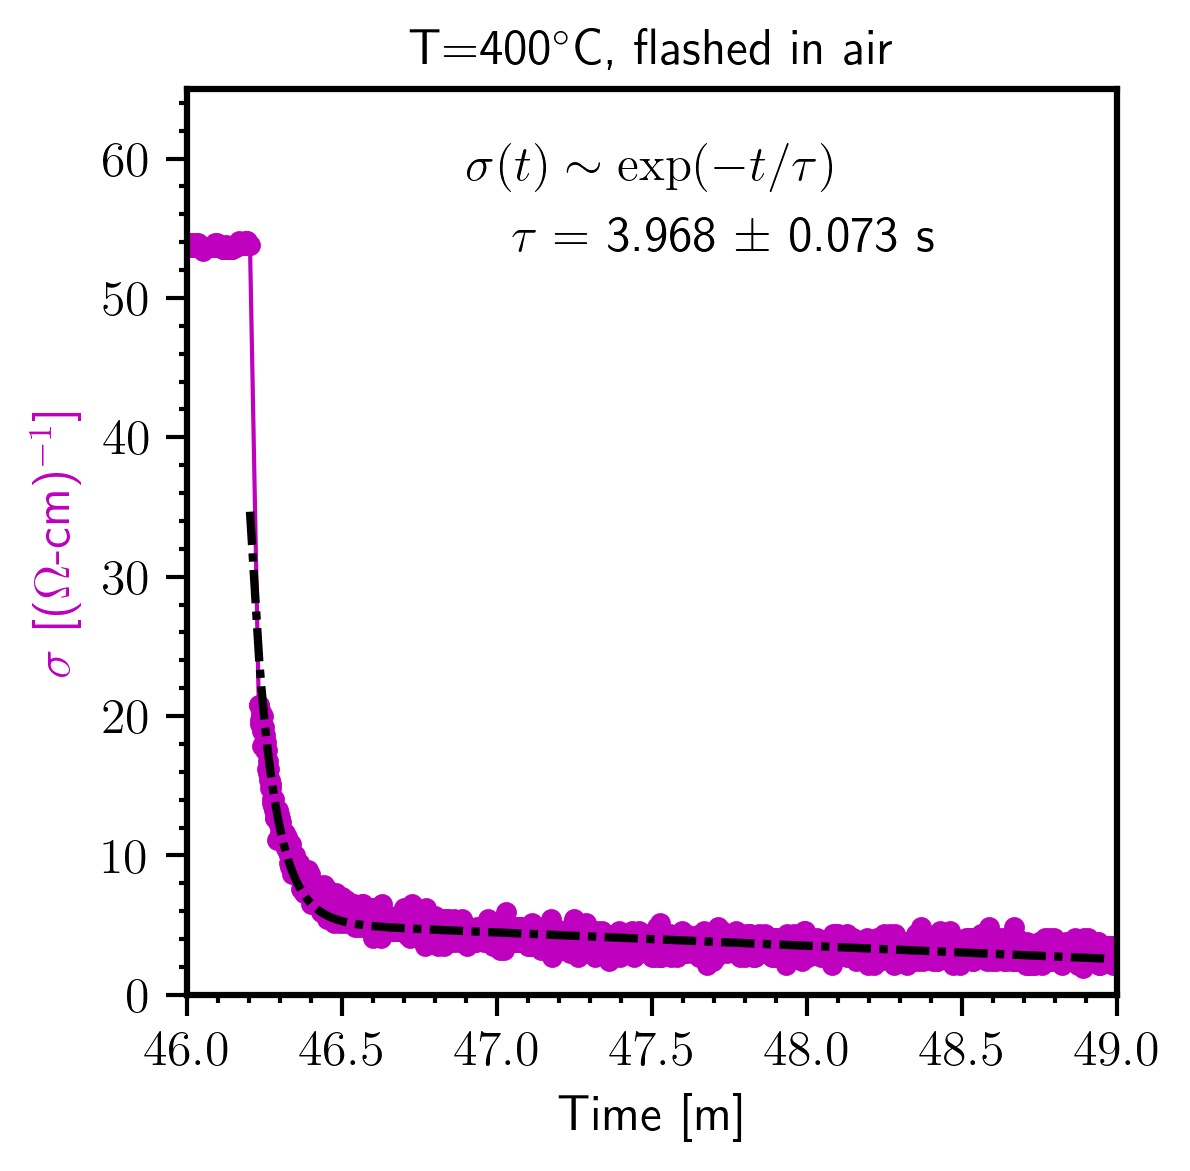 T=400°C, flashed in air
σ(t) ∼ exp(−t/τ)
τ = 3.968 ± 0.073 s
60
50
40
30
20
10
0
σ [(Ω-cm)⁻¹]
46.0 46.5 47.0 47.5 48.0 48.5 49.0
Time [m]